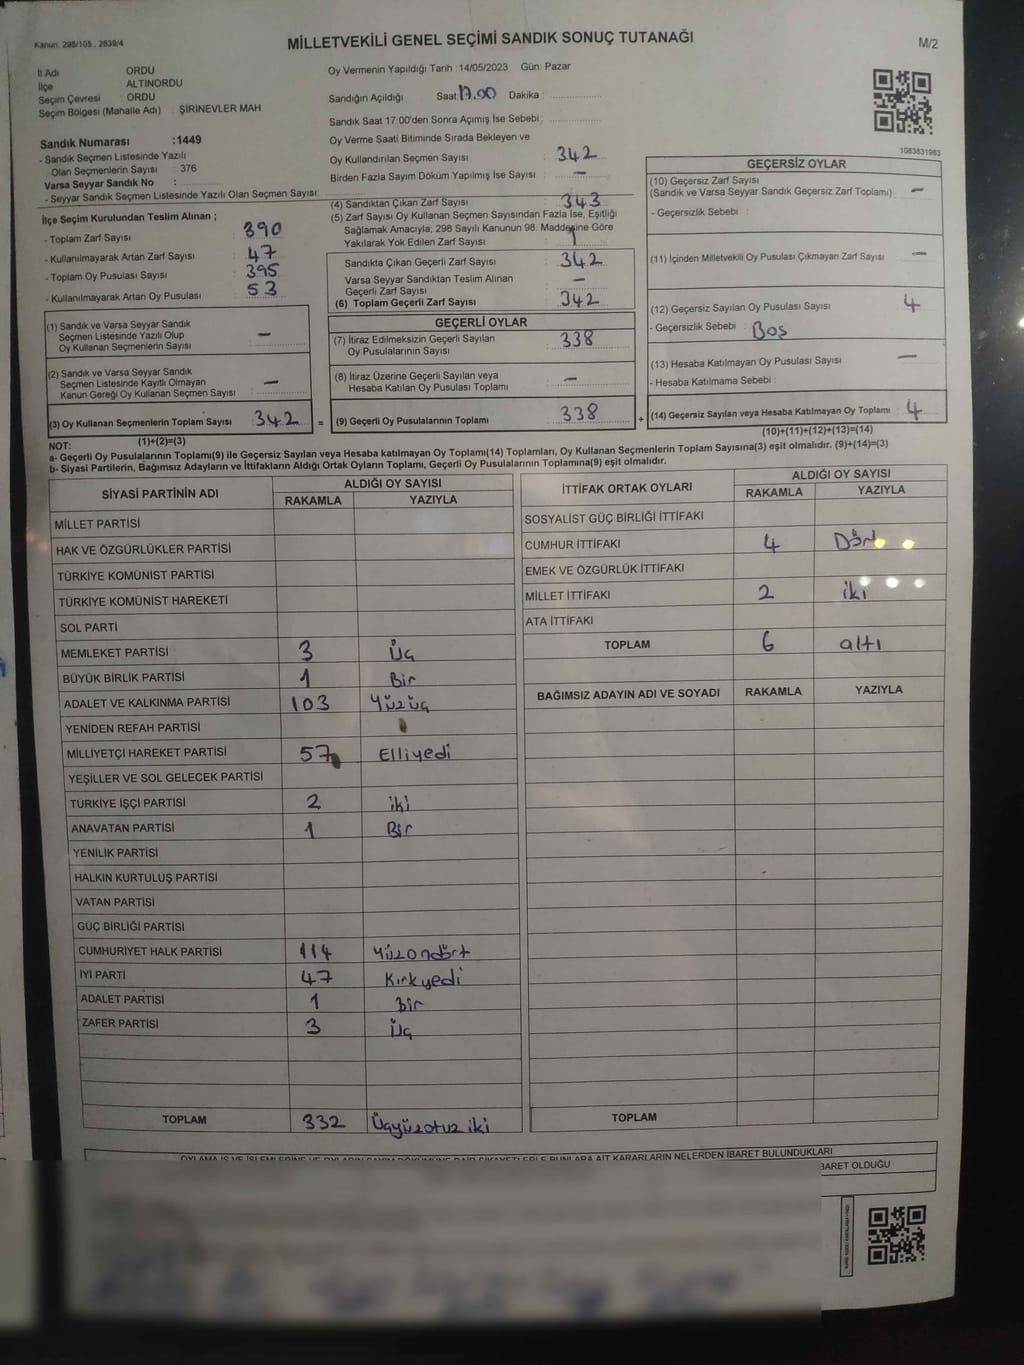 Kanun. 298/105 , 2839/4
MİLLETVEKİLİ GENEL SEÇİMİ SANDIK SONUÇ TUTANAĞI
M/2
İl Adı ORDU
İlçe ALTINORDU
Seçim Çevresi ORDU
Seçim Bölgesi (Mahalle Adı) : ŞİRİNEVLER MAH.
Sandık Numarası :1449
- Sandık Seçmen Listesinde Yazılı
Olan Seçmenlerin Sayısı : 376
Varsa Seyyar Sandık No :
- Seyyar Sandık Seçmen Listesinde Yazılı Olan Seçmen Sayısı:
Oy Vermenin Yapıldığı Tarih :14/05/2023 Gün: Pazar
Sandığın Açıldığı Saat: 17.00 Dakika :
Sandık Saat 17:00'den Sonra Açımış İse Sebebi :
Oy Verme Saati Bitiminde Sırada Bekleyen ve
Oy Kullandırılan Seçmen Sayısı : 342
Birden Fazla Sayım Döküm Yapılmış İse Sayısı : —
1083831983
İlçe Seçim Kurulundan Teslim Alınan ;
- Toplam Zarf Sayısı : 390
- Kullanılmayarak Artan Zarf Sayısı : 47
- Toplam Oy Pusulası Sayısı : 395
- Kullanılmayarak Artan Oy Pusulası : 53
(4) Sandıktan Çıkan Zarf Sayısı : 343
(5) Zarf Sayısı Oy Kullanan Seçmen Sayısından Fazla İse, Eşitliği
Sağlamak Amacıyla, 298 Sayılı Kanunun 98. Maddesine Göre
Yakılarak Yok Edilen Zarf Sayısı : 1
Sandıkta Çıkan Geçerli Zarf Sayısı : 342
Varsa Seyyar Sandıktan Teslim Alınan
Geçerli Zarf Sayısı : —
(6) Toplam Geçerli Zarf Sayısı : 342
GEÇERSİZ OYLAR
(10) Geçersiz Zarf Sayısı
(Sandık ve Varsa Seyyar Sandık Geçersiz Zarf Toplamı) : —
- Geçersizlik Sebebi :
(11) İçinden Milletvekili Oy Pusulası Çıkmayan Zarf Sayısı : —
(12) Geçersiz Sayılan Oy Pusulası Sayısı : 4
- Geçersizlik Sebebi : Boş
(13) Hesaba Katılmayan Oy Pusulası Sayısı : —
- Hesaba Katılmama Sebebi :
(1) Sandık ve Varsa Seyyar Sandık
Seçmen Listesinde Yazılı Olup
Oy Kullanan Seçmenlerin Sayısı : —
(2) Sandık ve Varsa Seyyar Sandık
Seçmen Listesinde Kayıtlı Olmayan
Kanun Gereği Oy Kullanan Seçmen Sayısı : —
GEÇERLİ OYLAR
(7) İtiraz Edilmeksizin Geçerli Sayılan
Oy Pusulalarının Sayısı : 338
(8) İtiraz Üzerine Geçerli Sayılan veya
Hesaba Katılan Oy Pusulası Toplamı : —
(3) Oy Kullanan Seçmenlerin Toplam Sayısı : 342 = (9) Geçerli Oy Pusulalarının Toplamı : 338 + (14) Geçersiz Sayılan veya Hesaba Katılmayan Oy Toplamı : 4
(1)+(2)=(3)
(10)+(11)+(12)+(13)=(14)
NOT:
a- Geçerli Oy Pusulalarının Toplamı(9) ile Geçersiz Sayılan veya Hesaba Katılmayan Oy Toplamı(14) Toplamları, Oy Kullanan Seçmenlerin Toplam Sayısına(3) eşit olmalıdır. (9)+(14)=(3)
b- Siyasi Partilerin, Bağımsız Adayların ve İttifakların Aldığı Ortak Oyların Toplamı, Geçerli Oy Pusulalarının Toplamına(9) eşit olmalıdır.
SİYASİ PARTİNİN ADI ALDIĞI OY SAYISI
RAKAMLA YAZIYLA
MİLLET PARTİSİ
HAK VE ÖZGÜRLÜKLER PARTİSİ
TÜRKİYE KOMÜNİST PARTİSİ
TÜRKİYE KOMÜNİST HAREKETİ
SOL PARTİ
MEMLEKET PARTİSİ 3 Üç
BÜYÜK BİRLİK PARTİSİ 1 Bir
ADALET VE KALKINMA PARTİSİ 103 Yüzüç
YENİDEN REFAH PARTİSİ
MİLLİYETÇİ HAREKET PARTİSİ 57 Elliyedi
YEŞİLLER VE SOL GELECEK PARTİSİ
TÜRKİYE İŞÇİ PARTİSİ 2 iki
ANAVATAN PARTİSİ 1 Bir
YENİLİK PARTİSİ
HALKIN KURTULUŞ PARTİSİ
VATAN PARTİSİ
GÜÇ BİRLİĞİ PARTİSİ
CUMHURİYET HALK PARTİSİ 114 Yüzondört
İYİ PARTİ 47 Kırkyedi
ADALET PARTİSİ 1 bir
ZAFER PARTİSİ 3 Üç
TOPLAM 332 Üçyüzotuz iki
İTTİFAK ORTAK OYLARI ALDIĞI OY SAYISI
RAKAMLA YAZIYLA
SOSYALİST GÜÇ BİRLİĞİ İTTİFAKI
CUMHUR İTTİFAKI 4 Dört
EMEK VE ÖZGÜRLÜK İTTİFAKI
MİLLET İTTİFAKI 2 iki
ATA İTTİFAKI
TOPLAM 6 altı
BAĞIMSIZ ADAYIN ADI VE SOYADI RAKAMLA YAZIYLA
TOPLAM
BARET OLDUĞU